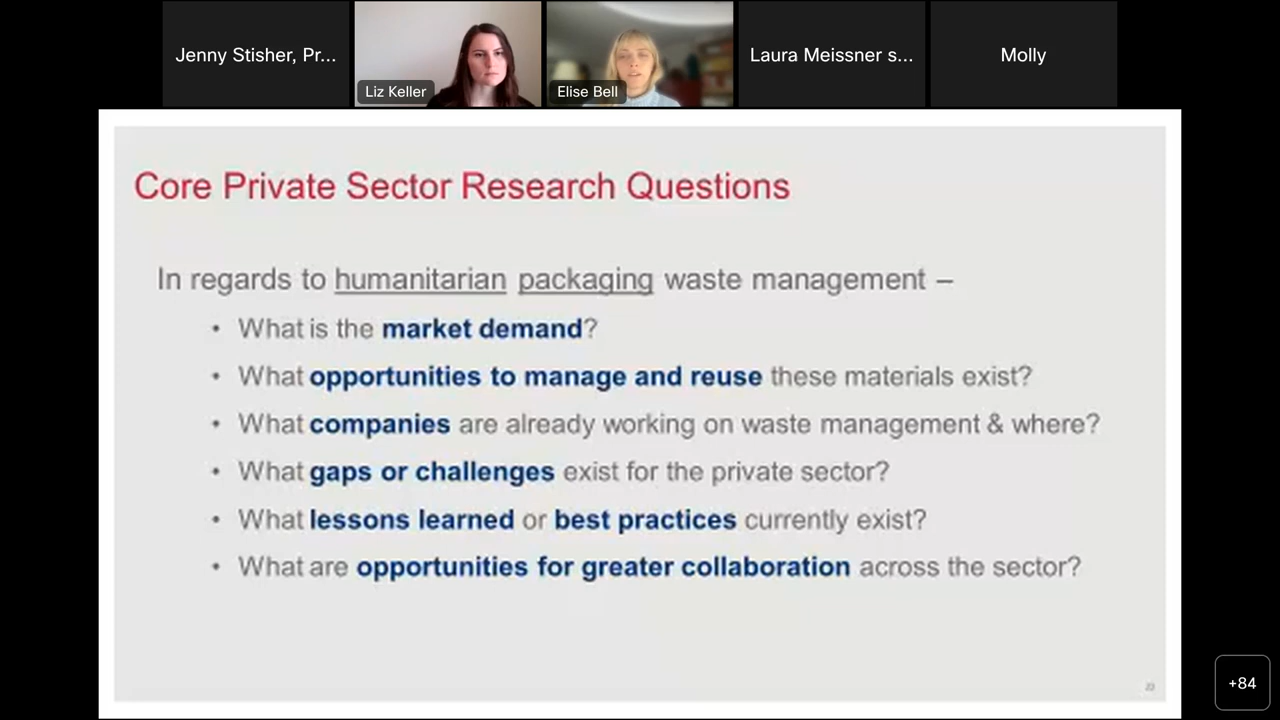 Jenny Stisher, Pr...
Liz Keller
Elise Bell
Laura Meissner s...
Molly
Core Private Sector Research Questions
In regards to humanitarian packaging waste management –
• What is the market demand?
• What opportunities to manage and reuse these materials exist?
• What companies are already working on waste management & where?
• What gaps or challenges exist for the private sector?
• What lessons learned or best practices currently exist?
• What are opportunities for greater collaboration across the sector?
+84